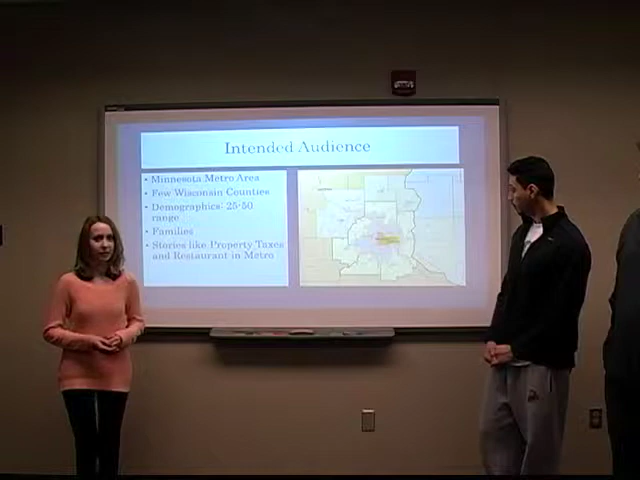 Intended Audience
• Minnesota Metro Area
• Few Wisconsin Counties
• Demographics: 25-50
range
• Families
• Stories like Property Taxes
and Restaurant in Metro